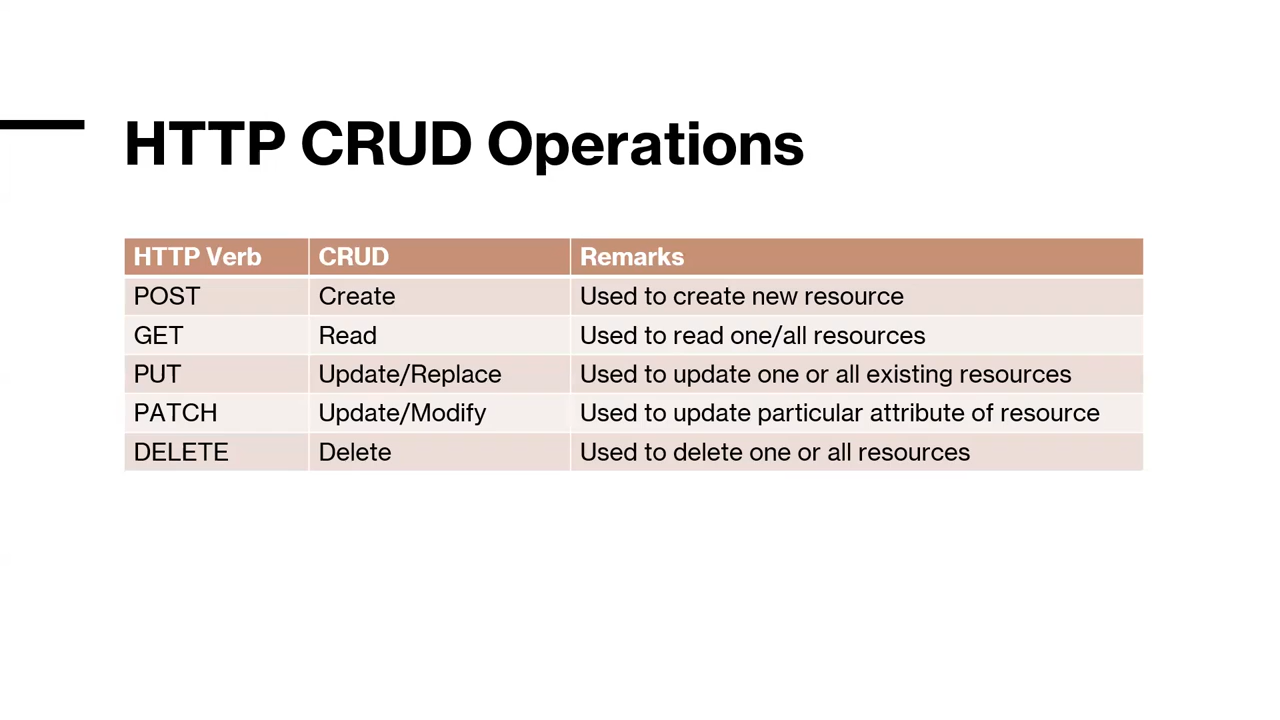 HTTP CRUD Operations
HTTP Verb CRUD Remarks
POST Create Used to create new resource
GET Read Used to read one/all resources
PUT Update/Replace Used to update one or all existing resources
PATCH Update/Modify Used to update particular attribute of resource
DELETE Delete Used to delete one or all resources